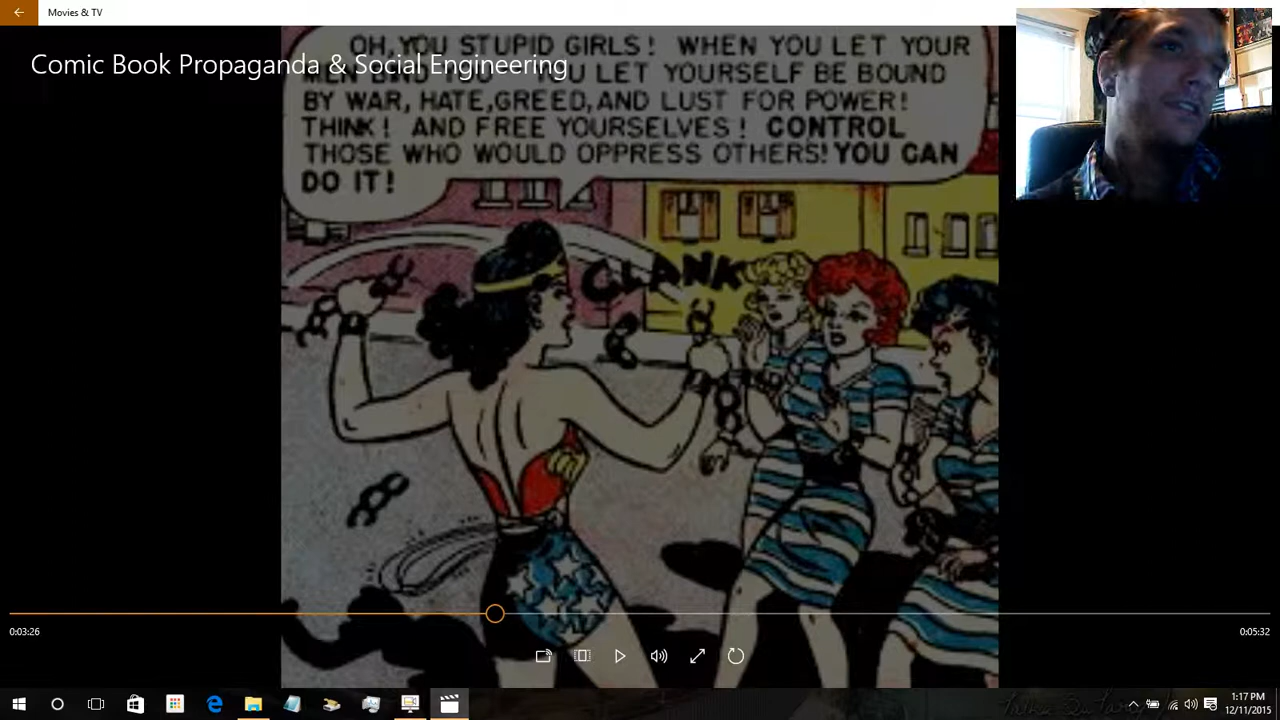 Movies & TV
OH, YOU STUPID GIRLS! WHEN YOU LET YOUR
Comic Book Propaganda & Social Engineering
U LET YOURSELF BE BOUND
BY WAR, HATE, GREED, AND LUST FOR POWER!
THINK! AND FREE YOURSELVES! CONTROL
THOSE WHO WOULD OPPRESS OTHERS! YOU CAN
DO IT!
CLANK
0:03:26
0:05:32
1:17 PM
12/11/2015